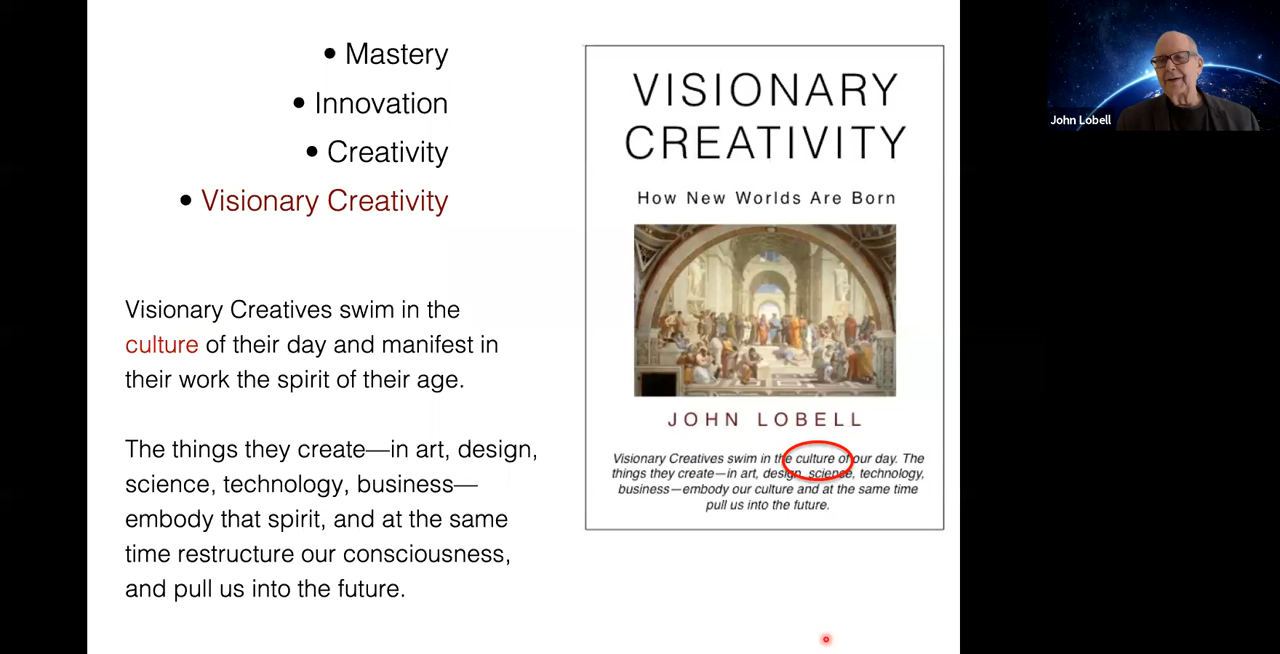 • Mastery
• Innovation
• Creativity
• Visionary Creativity
Visionary Creatives swim in the
culture of their day and manifest in
their work the spirit of their age.
The things they create—in art, design,
science, technology, business—
embody that spirit, and at the same
time restructure our consciousness,
and pull us into the future.
VISIONARY
CREATIVITY
How New Worlds Are Born
JOHN LOBELL
Visionary Creatives swim in the culture of our day. The
things they create—in art, design, science, technology,
business—embody our culture and at the same time
pull us into the future.
John Lobell